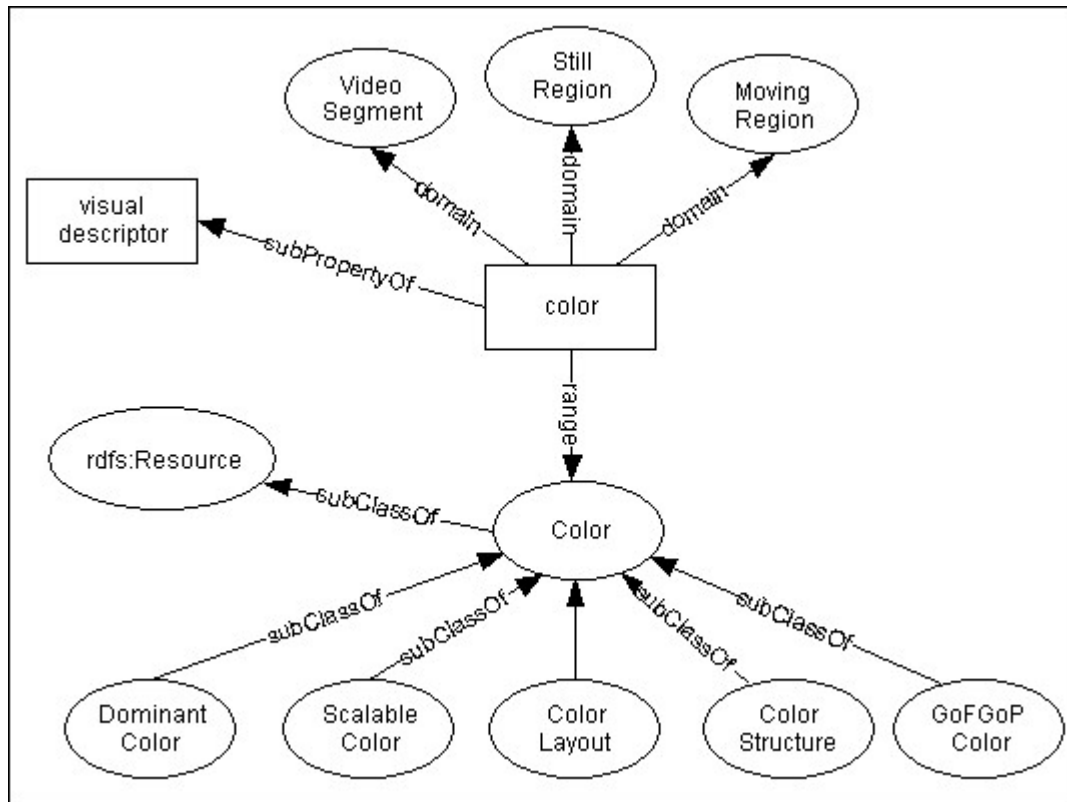 Video
Segment
Still
Region
Moving
Region
domain
domain
domain
visual
descriptor
subPropertyOf
color
range
rdfs:Resource
subClassOf
Color
subClassOf
subClassOf
subClassOf
subClassOf
Dominant
Color
Scalable
Color
Color
Layout
Color
Structure
GoFGoP
Color